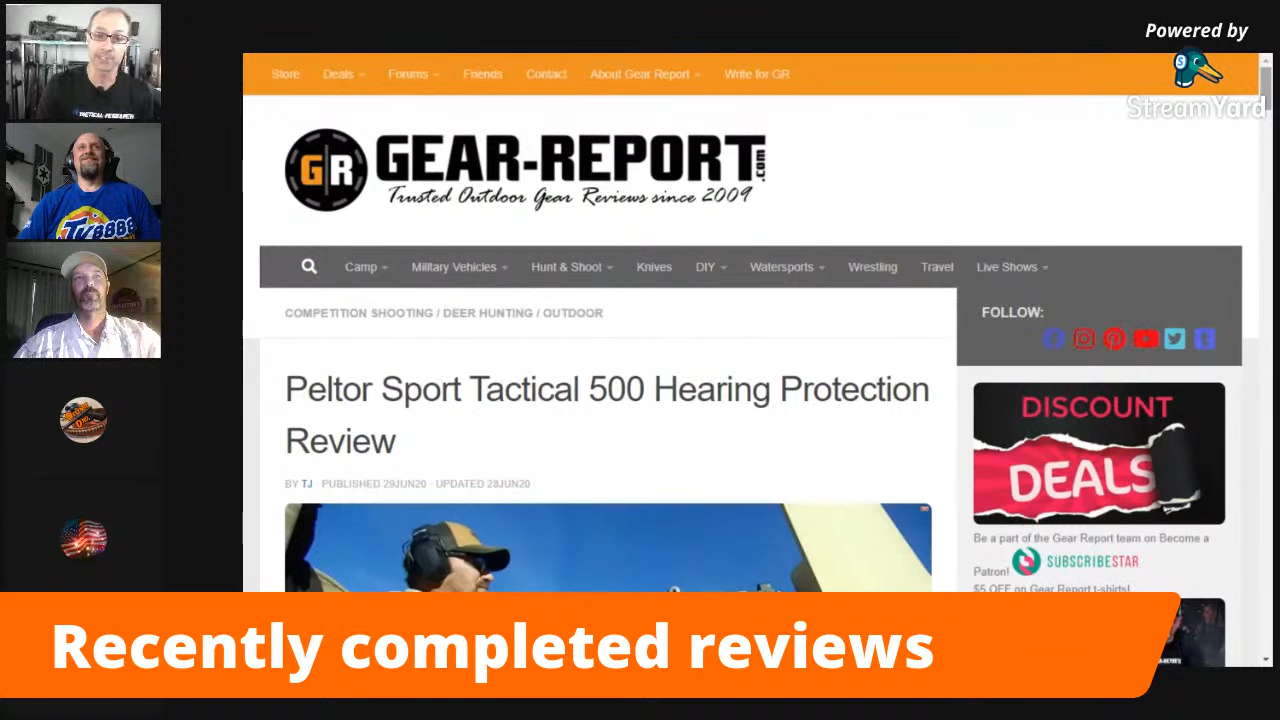 Powered by
StreamYard
Store Deals Forums Friends Contact About Gear Report Write for GR
GR
GEAR-REPORT.com
Trusted Outdoor Gear Reviews since 2009
Camp Military Vehicles Hunt & Shoot Knives DIY Watersports Wrestling Travel Live Shows
COMPETITION SHOOTING / DEER HUNTING / OUTDOOR
FOLLOW:
Peltor Sport Tactical 500 Hearing Protection
Review
BY TJ · PUBLISHED 29JUN20 · UPDATED 28JUN20
DISCOUNT
DEALS
Be a part of the Gear Report team on Become a
Patron! SUBSCRIBESTAR
$5 OFF on Gear Report t-shirts!
TV8888
Recently completed reviews